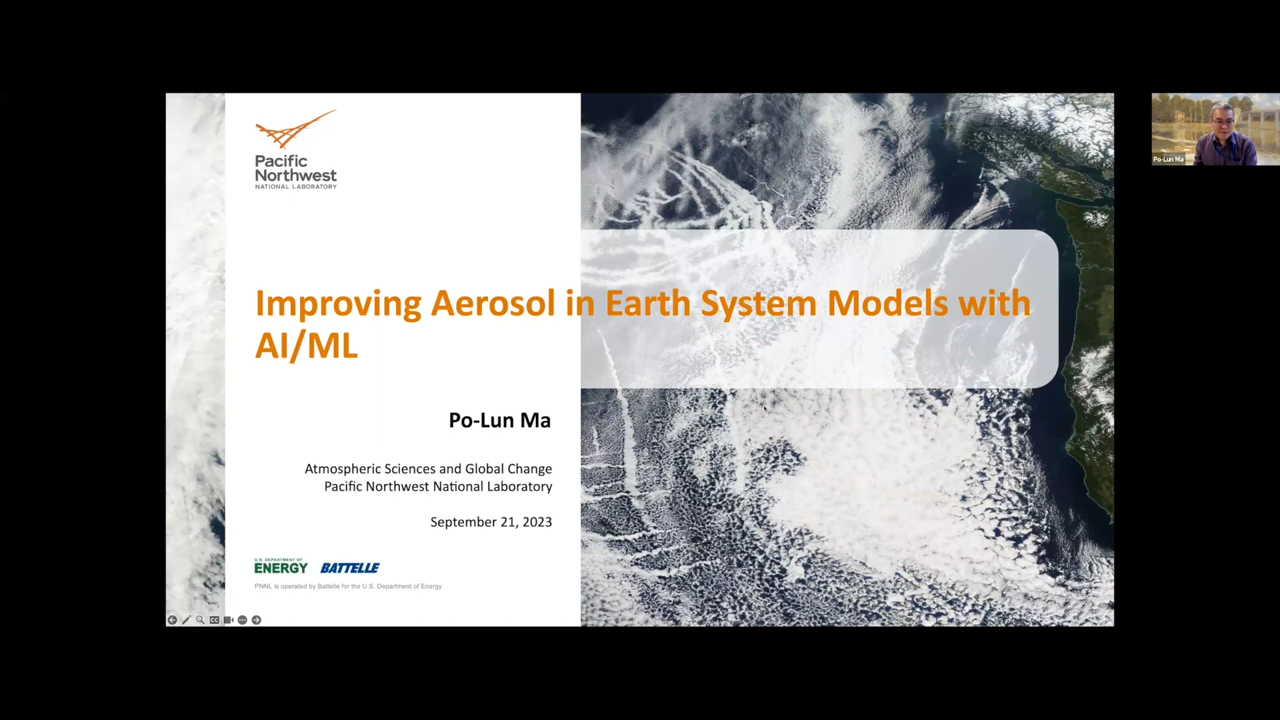 Pacific
Northwest
NATIONAL LABORATORY
Improving Aerosol in Earth System Models with
AI/ML
Po-Lun Ma
Atmospheric Sciences and Global Change
Pacific Northwest National Laboratory
September 21, 2023
U.S. DEPARTMENT OF
ENERGY
BATTELLE
PNNL is operated by Battelle for the U.S. Department of Energy
CC
Po-Lun Ma